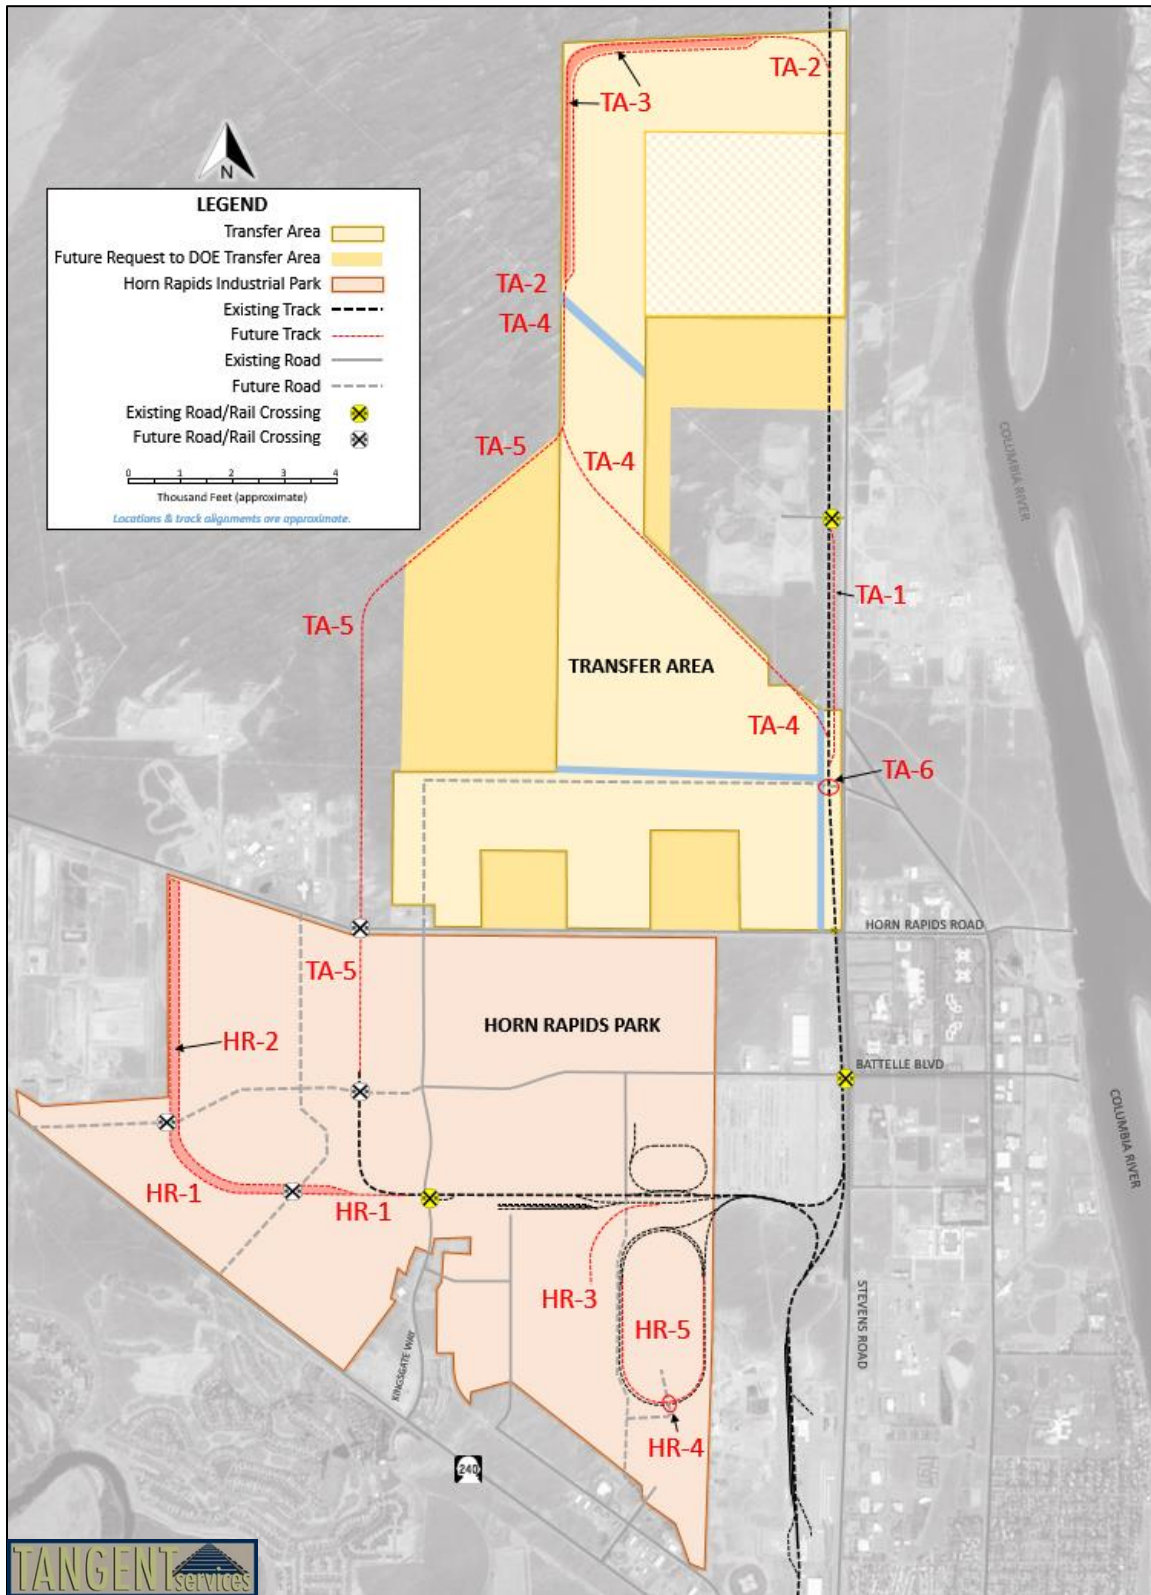 TA-2
TA-3
N
LEGEND
Transfer Area
Future Request to DOE Transfer Area
Horn Rapids Industrial Park
Existing Track
Future Track
Existing Road
Future Road
Existing Road/Rail Crossing
Future Road/Rail Crossing
0 1 2 3 4
Thousand Feet (approximate)
Locations & track alignments are approximate.
TA-2
TA-4
COLUMBIA RIVER
TA-5
TA-4
TA-1
TA-5
TRANSFER AREA
TA-4
TA-6
HORN RAPIDS ROAD
TA-5
HORN RAPIDS PARK
HR-2
BATTELLE BLVD
COLUMBIA RIVER
HR-1
HR-1
HR-3
HR-5
STEVENS ROAD
KINGSGATE WAY
HR-4
240
TANGENT services